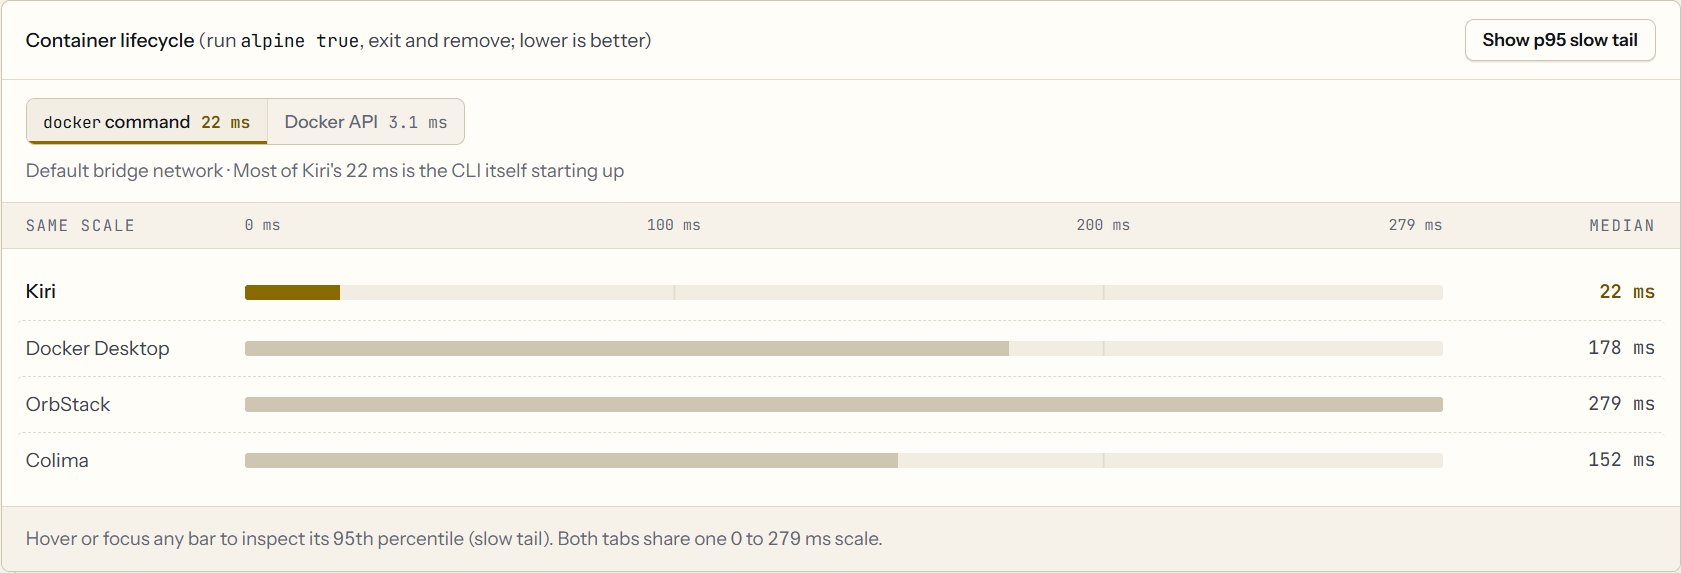 Container lifecycle (run alpine true, exit and remove; lower is better)
Show p95 slow tail
docker command 22 ms
Docker API 3.1 ms
Default bridge network · Most of Kiri's 22 ms is the CLI itself starting up
SAME SCALE 0 ms 100 ms 200 ms 279 ms MEDIAN
Kiri 22 ms
Docker Desktop 178 ms
OrbStack 279 ms
Colima 152 ms
Hover or focus any bar to inspect its 95th percentile (slow tail). Both tabs share one 0 to 279 ms scale.